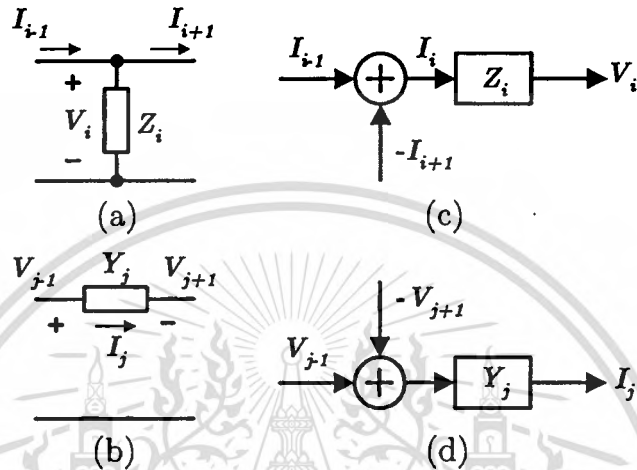 I_{i-1} I_{i+1}
+
V_i Z_i
-
(a)
I_{i-1} I_i Z_i V_i
+
-I_{i+1}
(c)
V_{j-1} Y_j V_{j+1}
+ -
I_j
(b)
-V_{j+1}
V_{j-1} + Y_j I_j
(d)